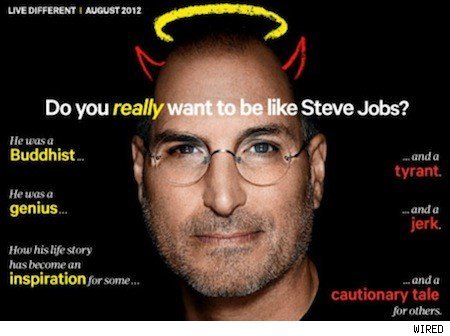 LIVE DIFFERENT | AUGUST 2012
Do you really want to be like Steve Jobs?
He was a
Buddhist...
...and a
tyrant.
He was a
genius...
...and a
jerk.
How his life story
has become an
inspiration for some...
...and a
cautionary tale
for others.
WIRED